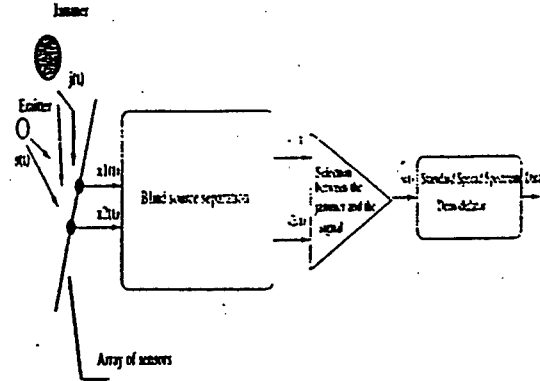 Jammer
j(t)
Emitter
s(t)
x1(t)
x2(t)
Blind source separation
Selection
between the
jammer and the
signal
Standard Spread Spectrum
Demodulator
Array of sensors